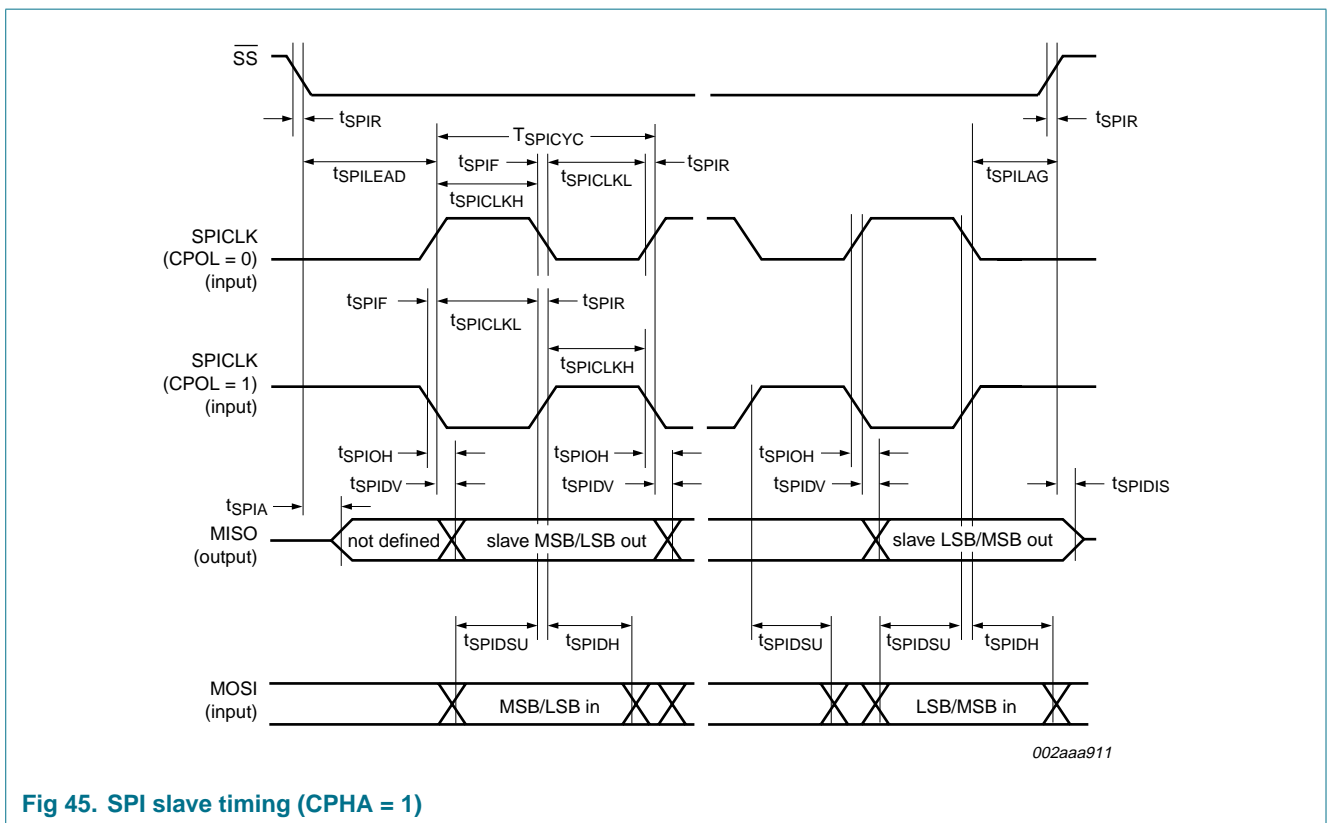 SS
tSPIR
tSPIR
TSPICYC
tSPILEAD
tSPIF
tSPICLKL
tSPIR
tSPILAG
tSPICLKH
SPICLK
(CPOL = 0)
(input)
tSPIF
tSPICLKL
tSPIR
tSPICLKH
SPICLK
(CPOL = 1)
(input)
tSPIOH
tSPIOH
tSPIOH
tSPIDV
tSPIDV
tSPIDV
tSPIDIS
tSPIA
MISO
(output)
not defined
slave MSB/LSB out
slave LSB/MSB out
tSPIDSU
tSPIDH
tSPIDSU
tSPIDSU
tSPIDH
MOSI
(input)
MSB/LSB in
LSB/MSB in
002aaa911
Fig 45. SPI slave timing (CPHA = 1)